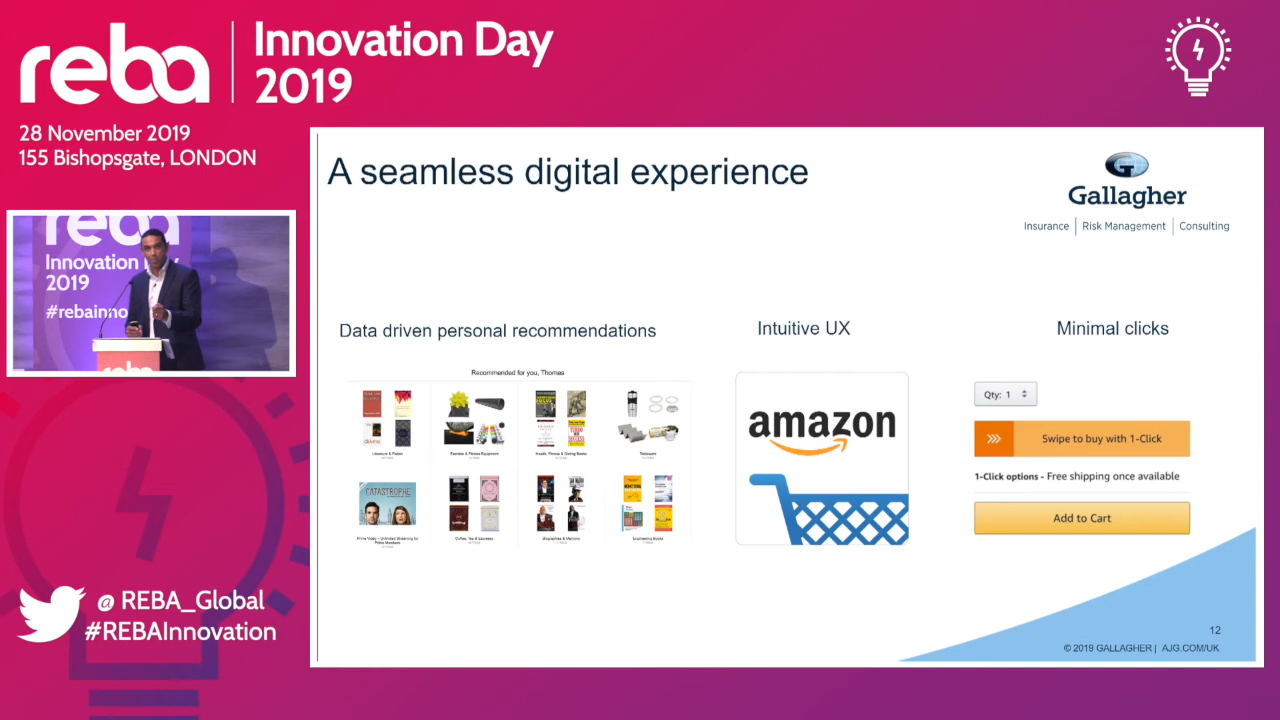 reba
Innovation Day
2019
28 November 2019
155 Bishopsgate, LONDON
reba
Innovation Day
2019
#rebainno
reba
@ REBA_Global
#REBAInnovation
A seamless digital experience
Gallagher
Insurance | Risk Management | Consulting
Data driven personal recommendations
Recommended for you, Thomas
CATASTROPHE
Intuitive UX
amazon
Minimal clicks
Qty: 1
Swipe to buy with 1-Click
1-Click options - Free shipping once available
Add to Cart
12
© 2019 GALLAGHER | AJG.COM/UK